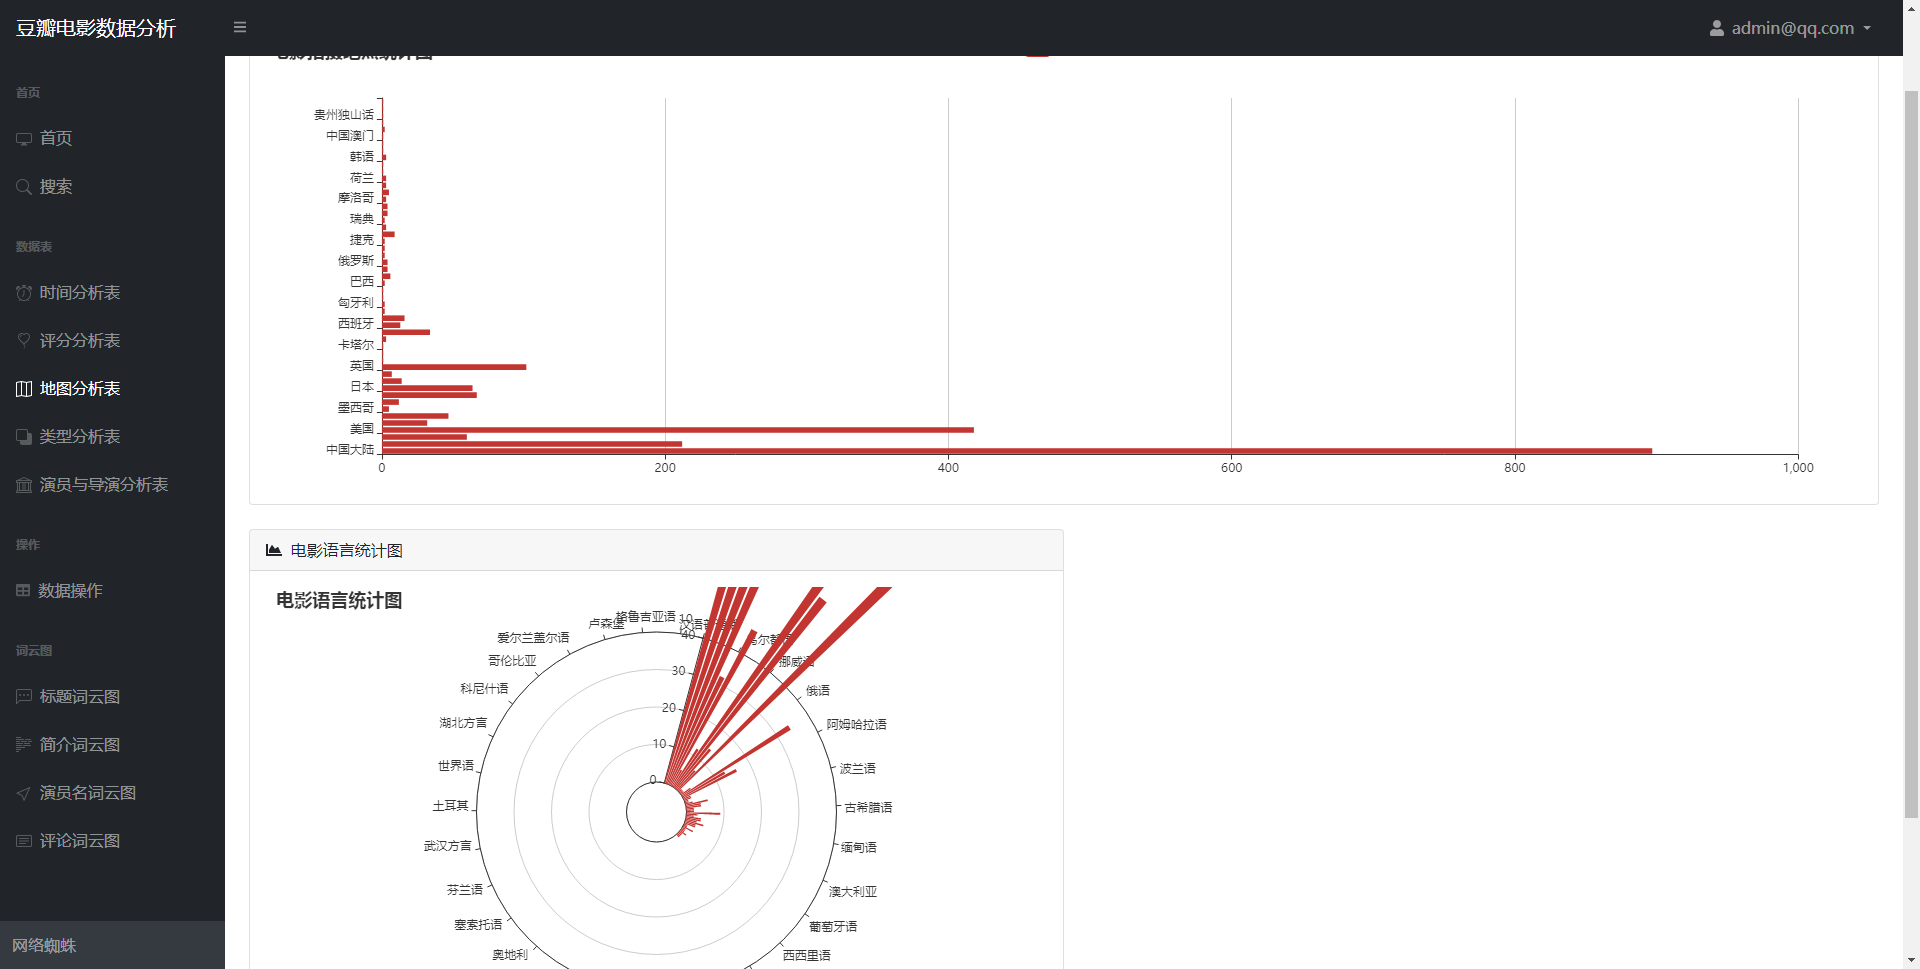 豆瓣电影数据分析
admin@qq.com
首页
首页
搜索
数据表
时间分析表
评分分析表
地图分析表
类型分析表
演员与导演分析表
操作
数据操作
词云图
标题词云图
简介词云图
演员名词云图
评论词云图
网络蜘蛛
贵州独山话
中国澳门
韩语
荷兰
摩洛哥
瑞典
捷克
俄罗斯
巴西
匈牙利
西班牙
卡塔尔
英国
日本
墨西哥
美国
中国大陆
0
200
400
600
800
1,000
电影语言统计图
电影语言统计图
格鲁吉亚语
卢森堡
爱尔兰盖尔语
哥伦比亚
科尼什语
湖北方言
世界语
土耳其
武汉方言
芬兰语
塞索托语
奥地利
10
40
30
20
10
0
挪威语
俄语
阿姆哈拉语
波兰语
古希腊语
缅甸语
澳大利亚
葡萄牙语
西西里语